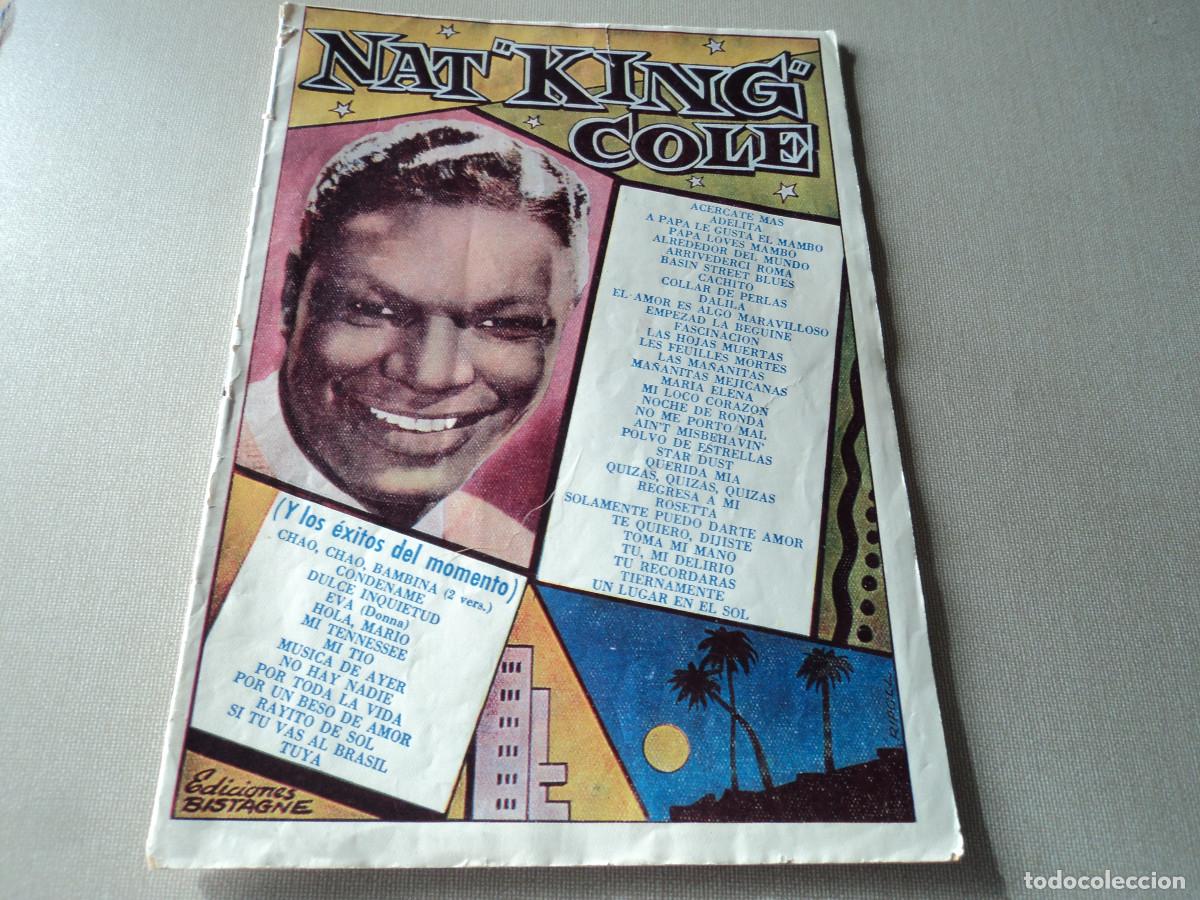 NAT "KING"
COLE
ACERCATE MAS
ADELITA
A PAPA LE GUSTA EL MAMBO
PAPA LOVES MAMBO
ALREDEDOR DEL MUNDO
ARRIVEDERCI ROMA
BASIN STREET BLUES
CACHITO
COLLAR DE PERLAS
DALILA
EL AMOR ES ALGO MARAVILLOSO
EMPEZAD LA BEGUINE
FASCINACION
LAS HOJAS MUERTAS
LES FEUILLES MORTES
LAS MAÑANITAS
MAÑANITAS MEJICANAS
MARIA ELENA
MI LOCO CORAZON
NOCHE DE RONDA
NO ME PORTO MAL
AIN'T MISBEHAVIN'
POLVO DE ESTRELLAS
STAR DUST
QUERIDA MIA
QUIZAS, QUIZAS, QUIZAS
REGRESA A MI
ROSETTA
SOLAMENTE PUEDO DARTE AMOR
TE QUIERO, DIJISTE
TOMA MI MANO
TU, MI DELIRIO
TU RECORDARAS
TIERNAMENTE
UN LUGAR EN EL SOL
(Y los éxitos del momento)
CHAO, CHAO, BAMBINA (2 vers.)
CONDENAME
DULCE INQUIETUD
EVA (Donna)
HOLA, MARIO
MI TENNESSEE
MI TIO
MUSICA DE AYER
NO HAY NADIE
POR TODA LA VIDA
POR UN BESO DE AMOR
RAYITO DE SOL
SI TU VAS AL BRASIL
TUYA
Ediciones
BISTAGNE
RIPOLL
todocoleccion